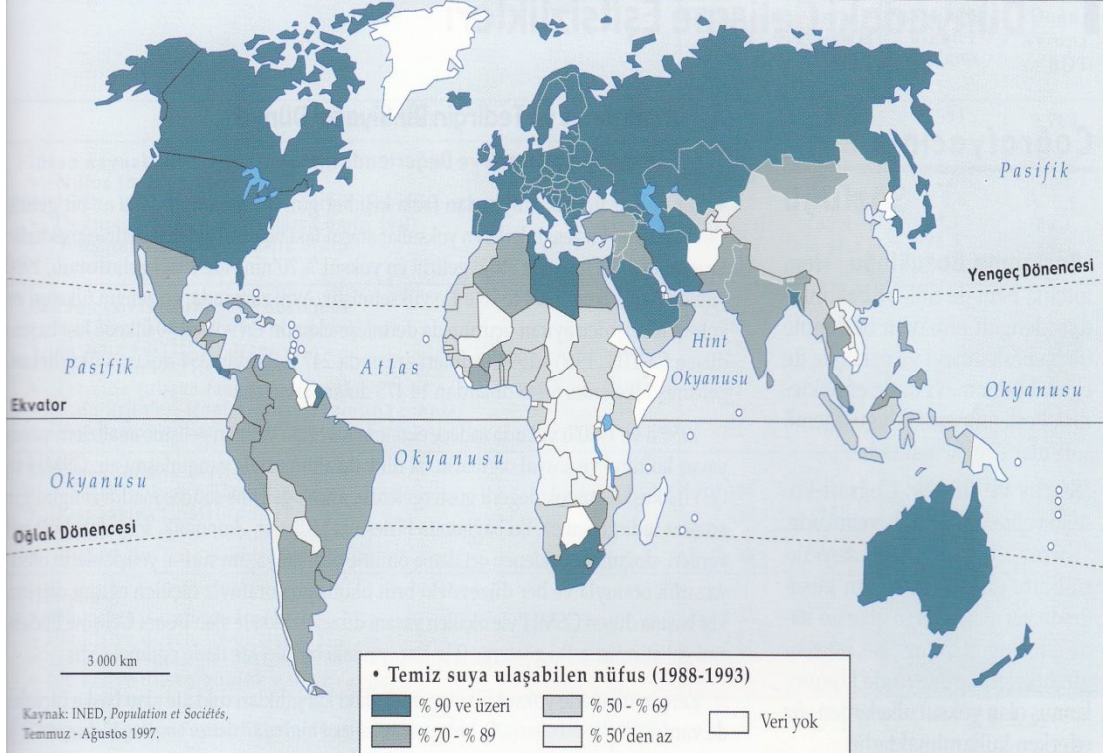 Pasifik
Yengeç Dönencesi
Hint
Okyanusu
Pasifik
Atlas
Okyanusu
Ekvator
Okyanusu
Okyanusu
Oğlak Dönencesi
3 000 km
• Temiz suya ulaşabilen nüfus (1988-1993)
% 90 ve üzeri
% 50 - % 69
Veri yok
% 70 - % 89
% 50'den az
Kaynak: INED, Population et Sociétés,
Temmuz - Ağustos 1997.